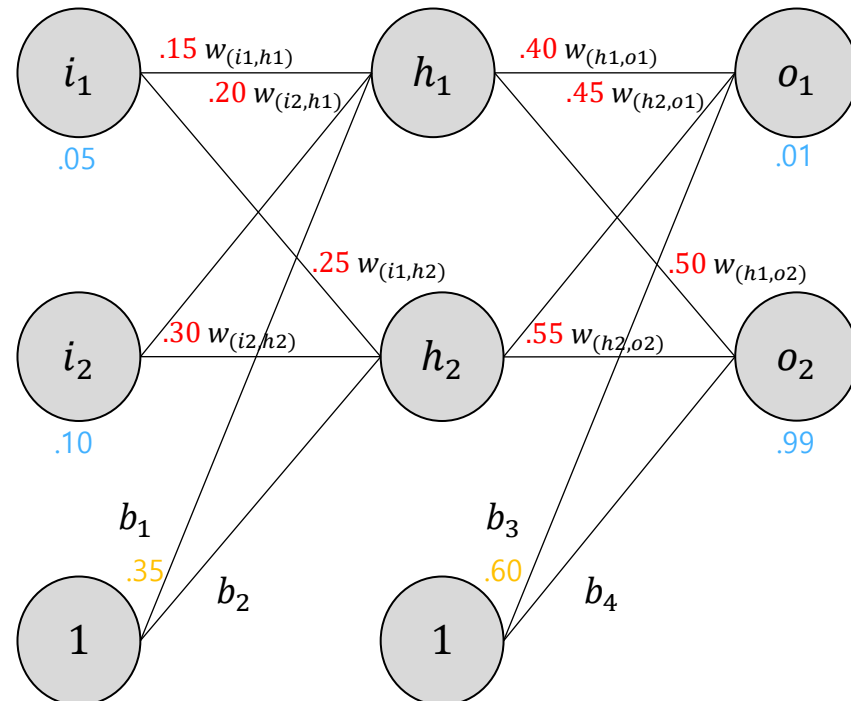 i₁ .15 w₍ᵢ₁,ₕ₁₎ h₁ .40 w₍ₕ₁,ₒ₁₎ o₁
.20 w₍ᵢ₂,ₕ₁₎ .45 w₍ₕ₂,ₒ₁₎
.05 .01
.25 w₍ᵢ₁,ₕ₂₎ .50 w₍ₕ₁,ₒ₂₎
i₂ .30 w₍ᵢ₂,ₕ₂₎ h₂ .55 w₍ₕ₂,ₒ₂₎ o₂
.10 .99
b₁ b₃
.35 .60
b₂ b₄
1 1